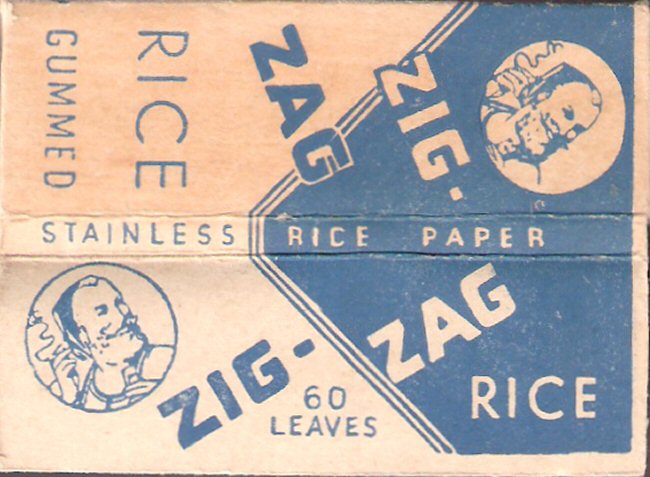 RICE
GUMMED
ZIG-
ZAG
STAINLESS RICE PAPER
ZIG-ZAG
60
LEAVES
RICE